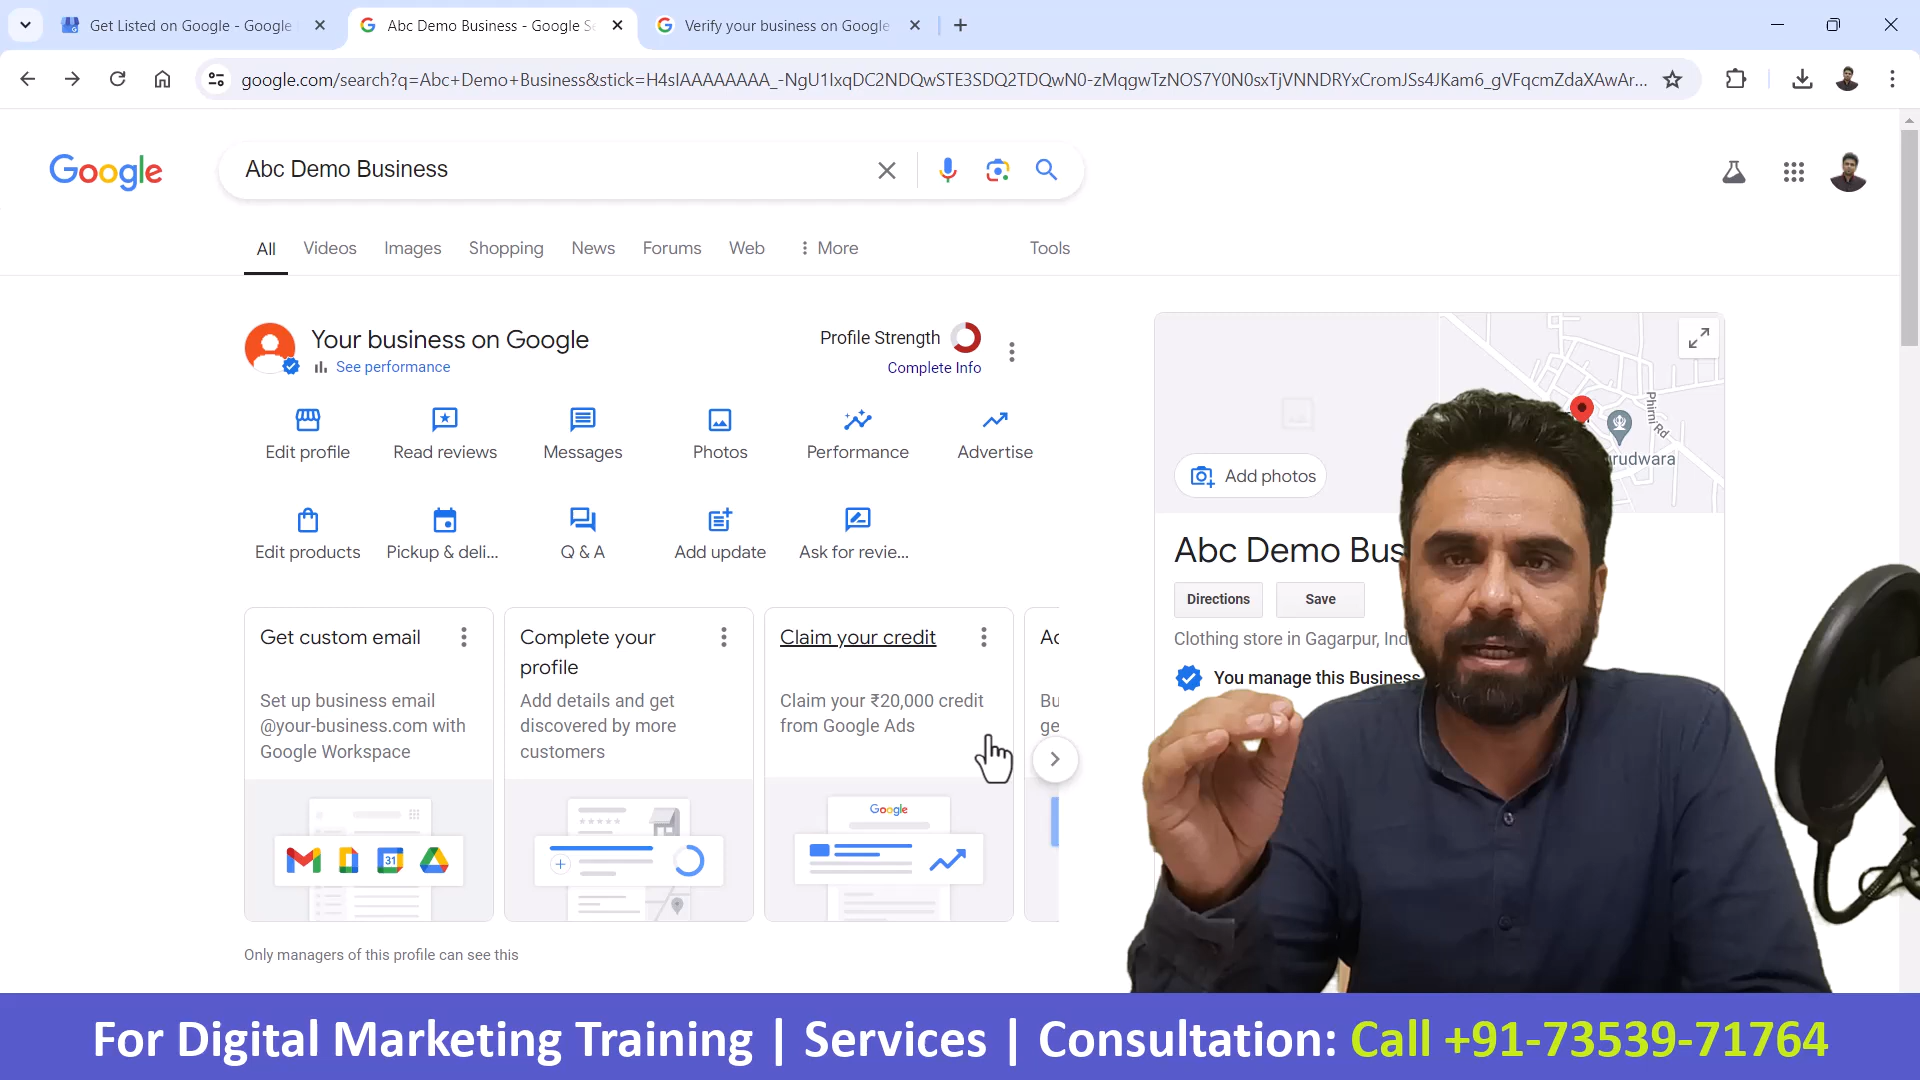 Get Listed on Google - Google
Abc Demo Business - Google Se
Verify your business on Google
google.com/search?q=Abc+Demo+Business&stick=H4sIAAAAAAAA_-NgU1IxqDC2NDQwSTE3SDQ2TDQwN0-zMqgwTzNOS7Y0N0sxTjVNNDRYxCromJSs4JKam6_gVFqcmZdaXAwAr...
Google
Abc Demo Business
All
Videos
Images
Shopping
News
Forums
Web
More
Tools
Your business on Google
See performance
Profile Strength
Complete Info
Edit profile
Read reviews
Messages
Photos
Performance
Advertise
Edit products
Pickup & deli...
Q & A
Add update
Ask for revie...
Get custom email
Set up business email
@your-business.com with
Google Workspace
31
Complete your
profile
Add details and get
discovered by more
customers
Claim your credit
Claim your ₹20,000 credit
from Google Ads
Google
Only managers of this profile can see this
Phirni Rd
Add photos
Abc Demo Bus
Directions
Save
Clothing store in Gagarpur, Ind
You manage this Business
For Digital Marketing Training | Services | Consultation: Call +91-73539-71764